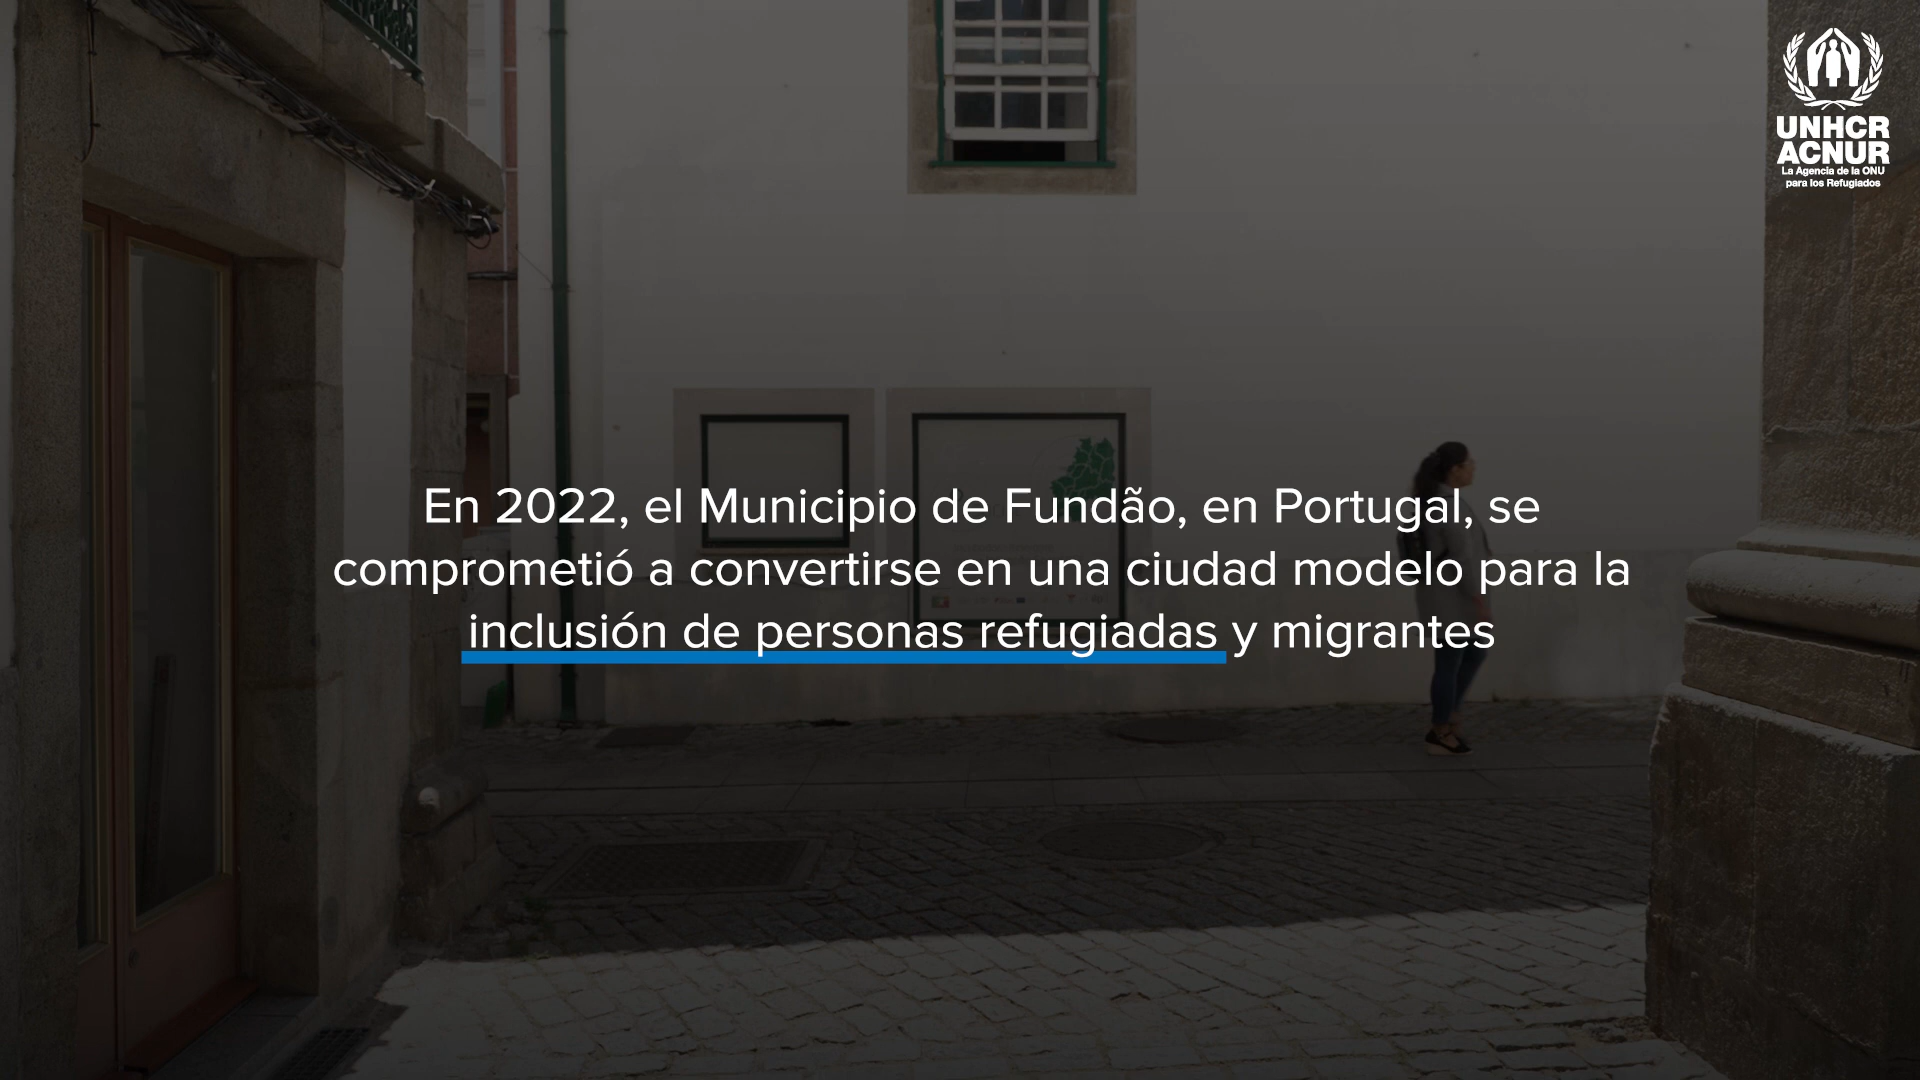 UNHCR
ACNUR
La Agencia de la ONU
para los Refugiados
En 2022, el Municipio de Fundão, en Portugal, se
comprometió a convertirse en una ciudad modelo para la
inclusión de personas refugiadas y migrantes